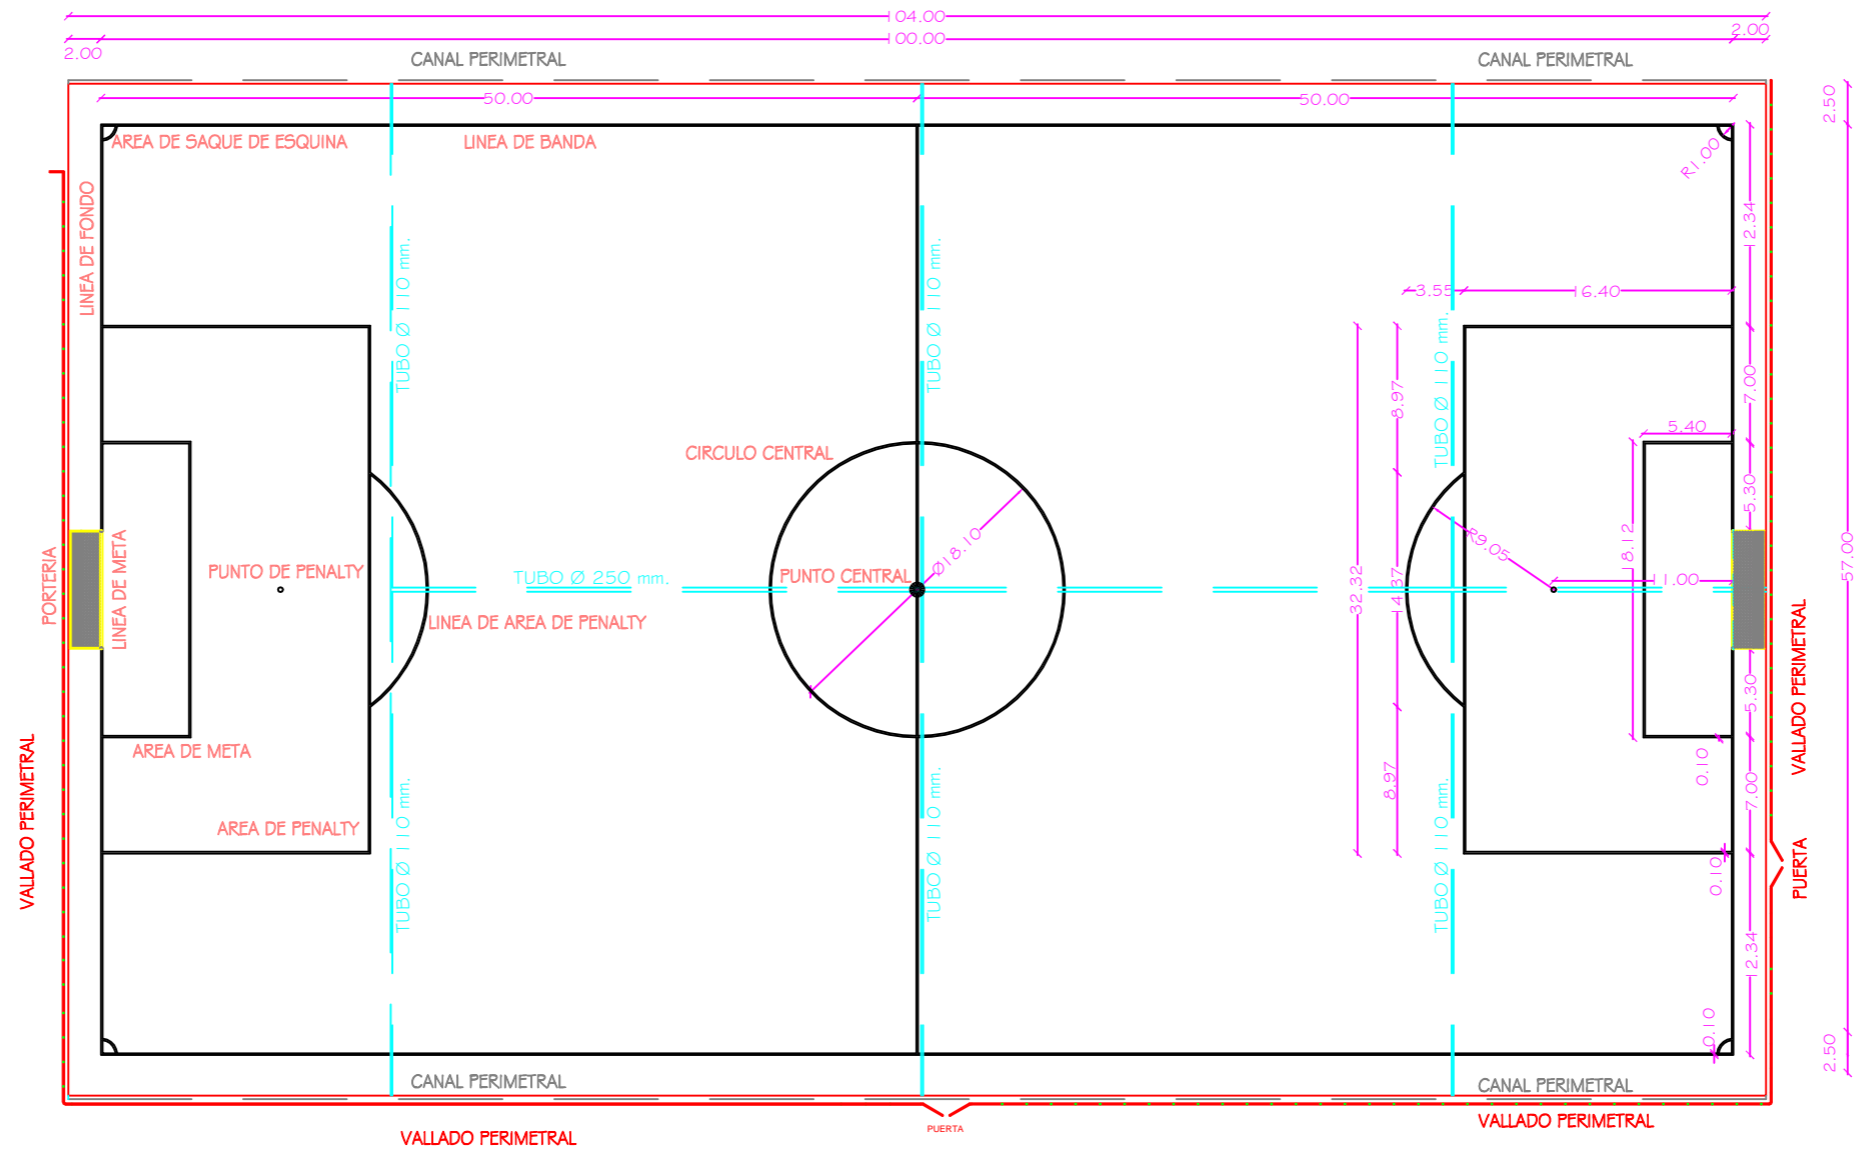 104.00
2.00
100.00
2.00
CANAL PERIMETRAL
CANAL PERIMETRAL
50.00
50.00
2.50
AREA DE SAQUE DE ESQUINA
LINEA DE BANDA
R1.00
LINEA DE FONDO
12.34
TUBO Ø 110 mm.
TUBO Ø 110 mm.
TUBO Ø 110 mm.
3.55
16.40
7.00
8.97
5.40
CIRCULO CENTRAL
5.30
PORTERIA
LINEA DE META
PUNTO DE PENALTY
TUBO Ø 250 mm.
PUNTO CENTRAL
Ø18.10
R9.05
18.12
11.00
57.00
32.32
14.37
LINEA DE AREA DE PENALTY
VALLADO PERIMETRAL
5.30
AREA DE META
0.10
8.97
7.00
VALLADO PERIMETRAL
AREA DE PENALTY
TUBO Ø 110 mm.
TUBO Ø 110 mm.
TUBO Ø 110 mm.
0.10
PUERTA
12.34
0.10
2.50
CANAL PERIMETRAL
CANAL PERIMETRAL
VALLADO PERIMETRAL
PUERTA
VALLADO PERIMETRAL